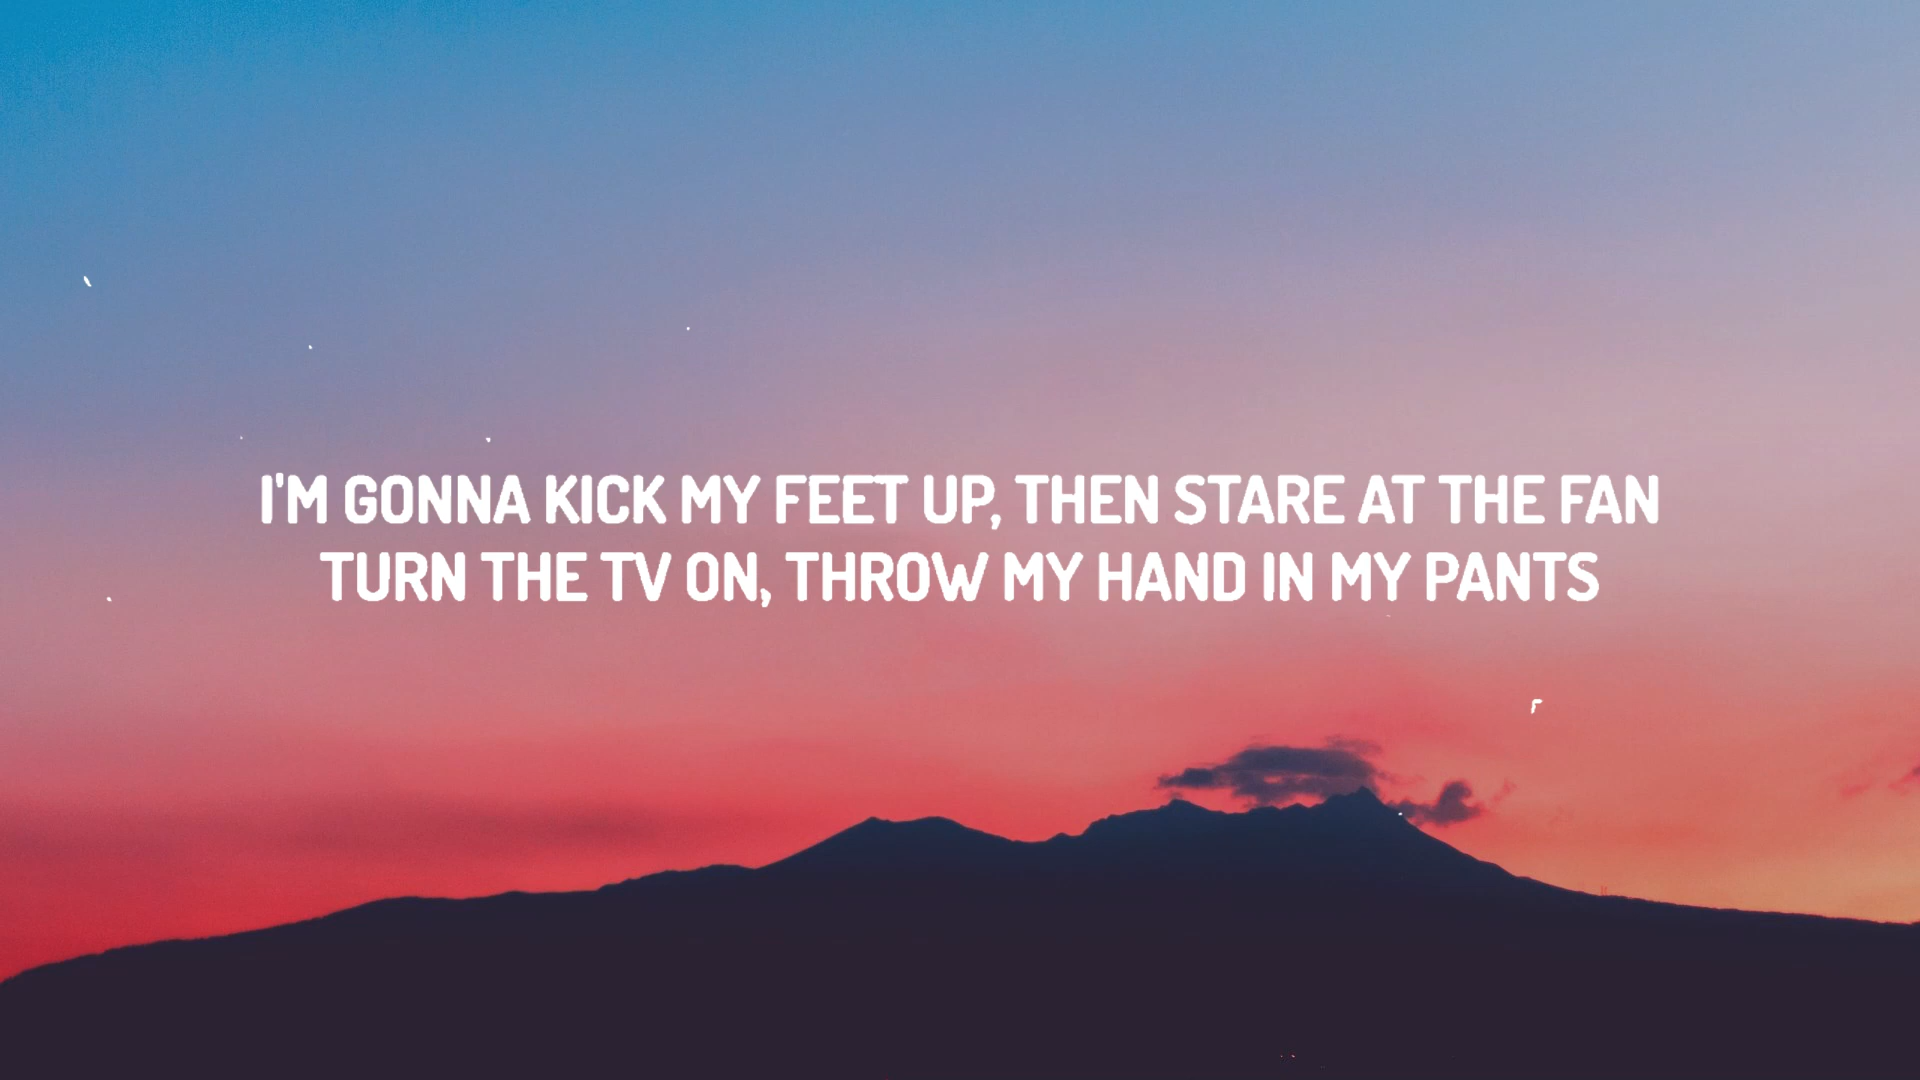 I'M GONNA KICK MY FEET UP, THEN STARE AT THE FAN
TURN THE TV ON, THROW MY HAND IN MY PANTS